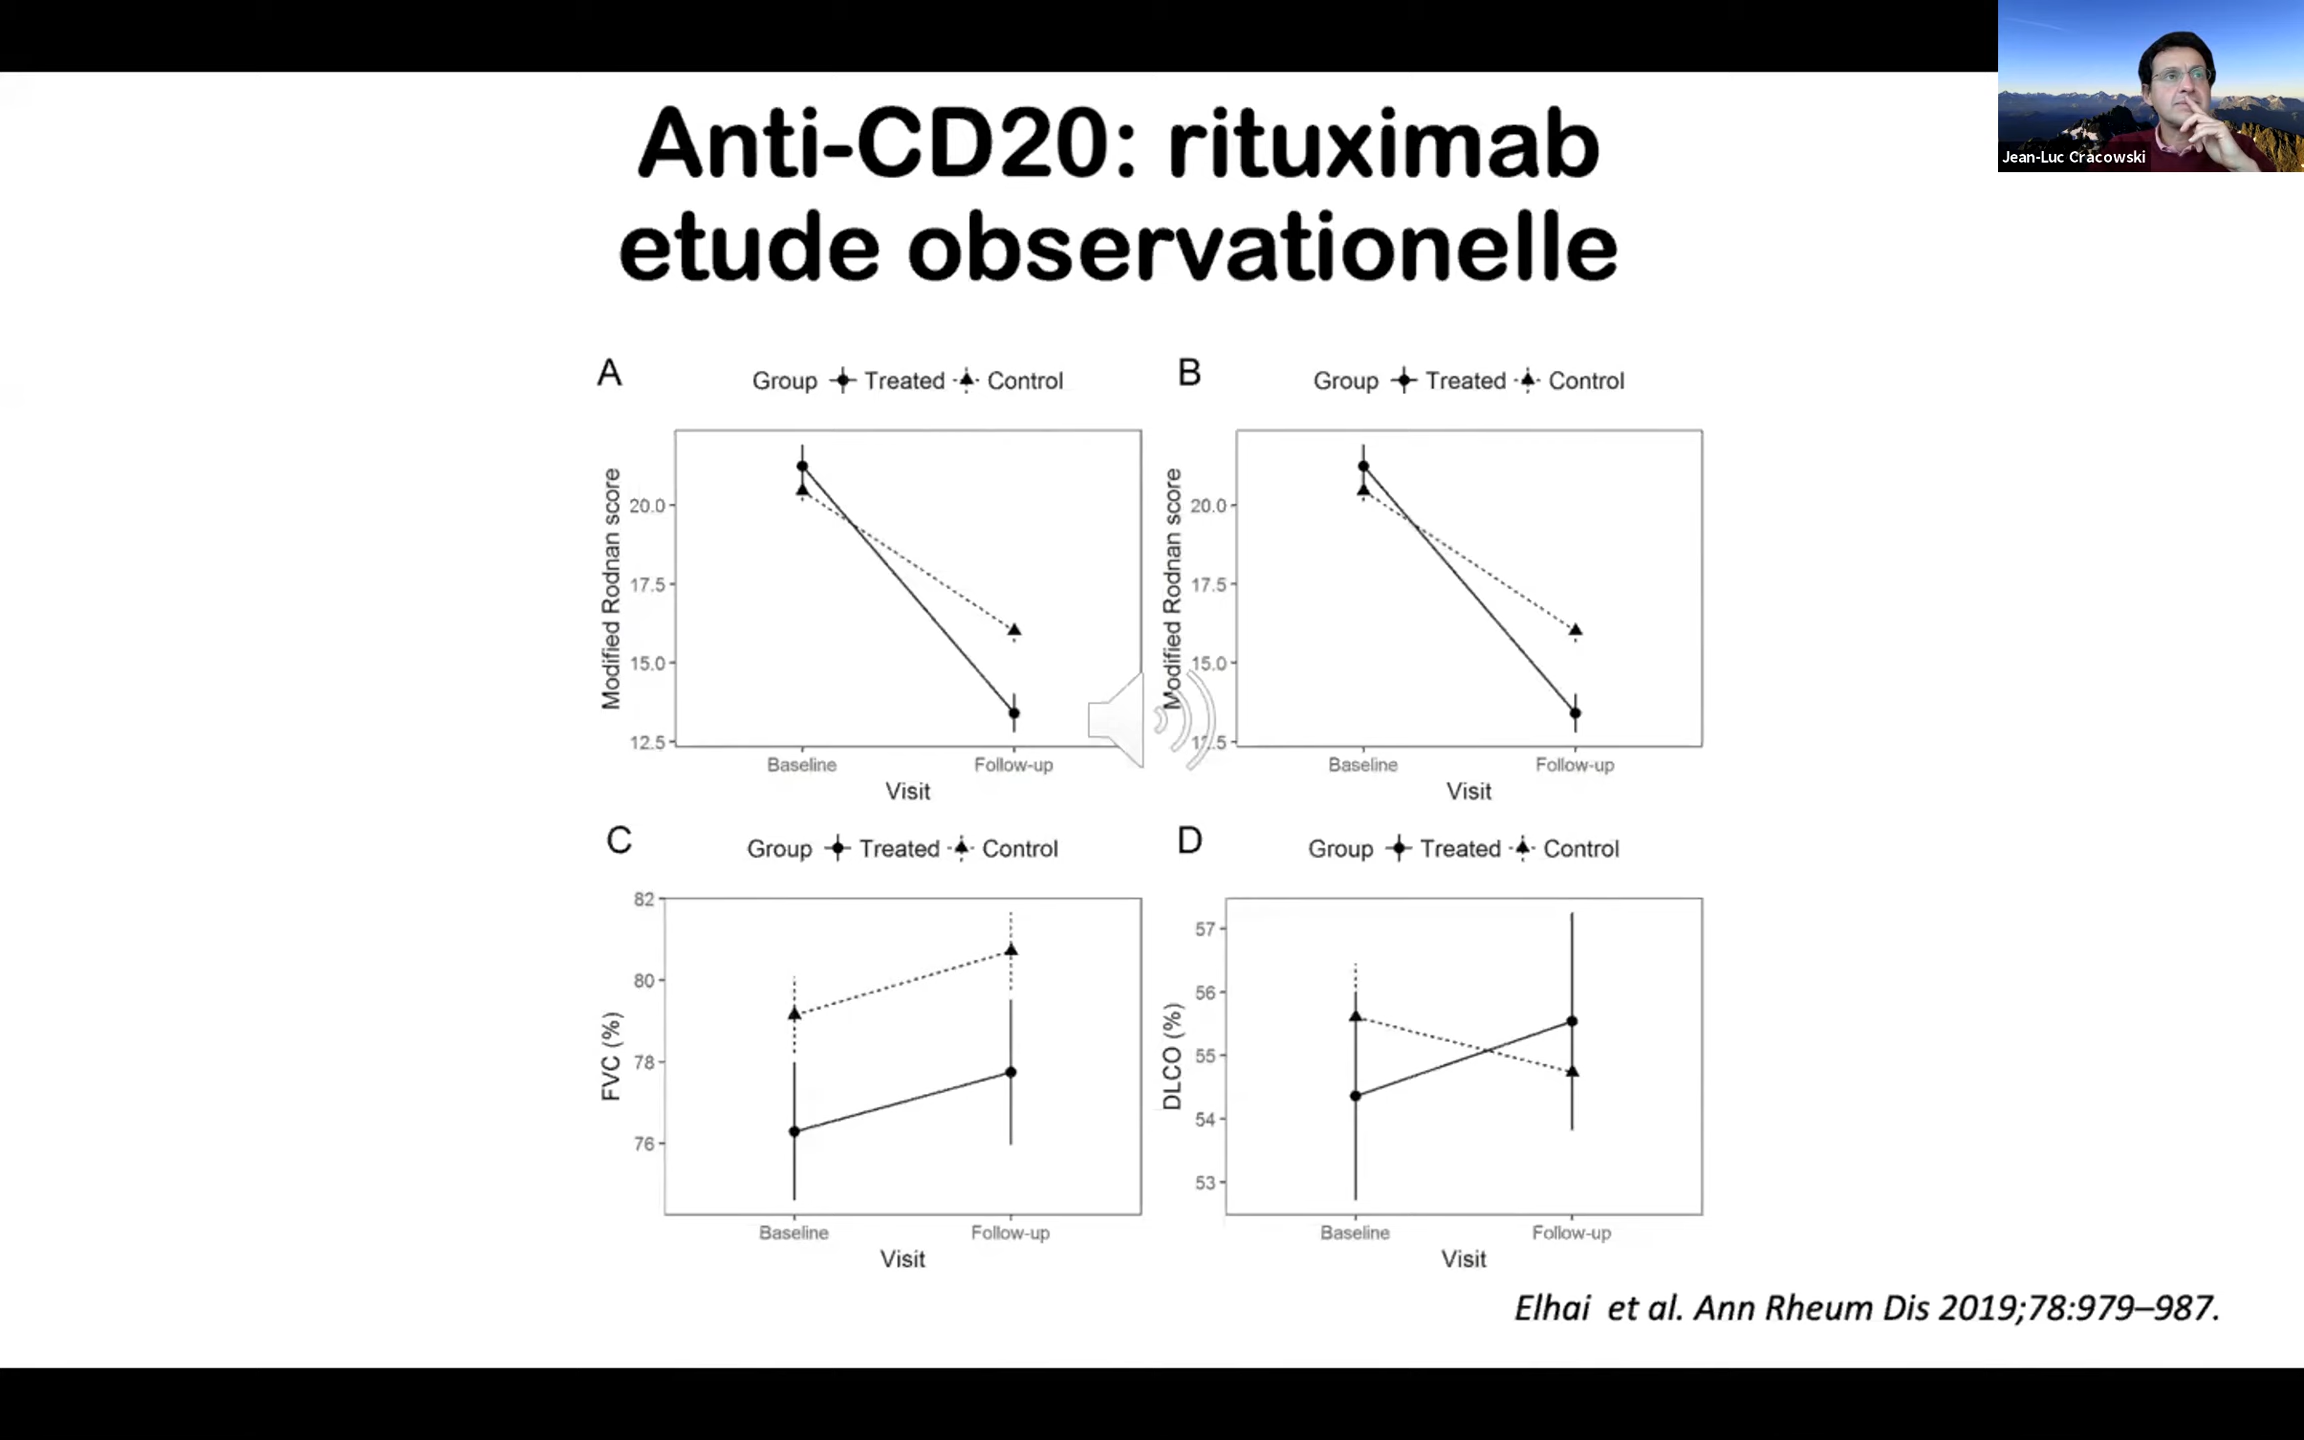 Jean-Luc Cracowski
Anti-CD20: rituximab
etude observationelle
A
Group Treated Control
Modified Rodnan score
20.0
17.5
15.0
12.5
Baseline Follow-up
Visit
B
Group Treated Control
Modified Rodnan score
20.0
17.5
15.0
12.5
Baseline Follow-up
Visit
C
Group Treated Control
FVC (%)
82
80
78
76
Baseline Follow-up
Visit
D
Group Treated Control
DLCO (%)
57
56
55
54
53
Baseline Follow-up
Visit
Elhai et al. Ann Rheum Dis 2019;78:979–987.